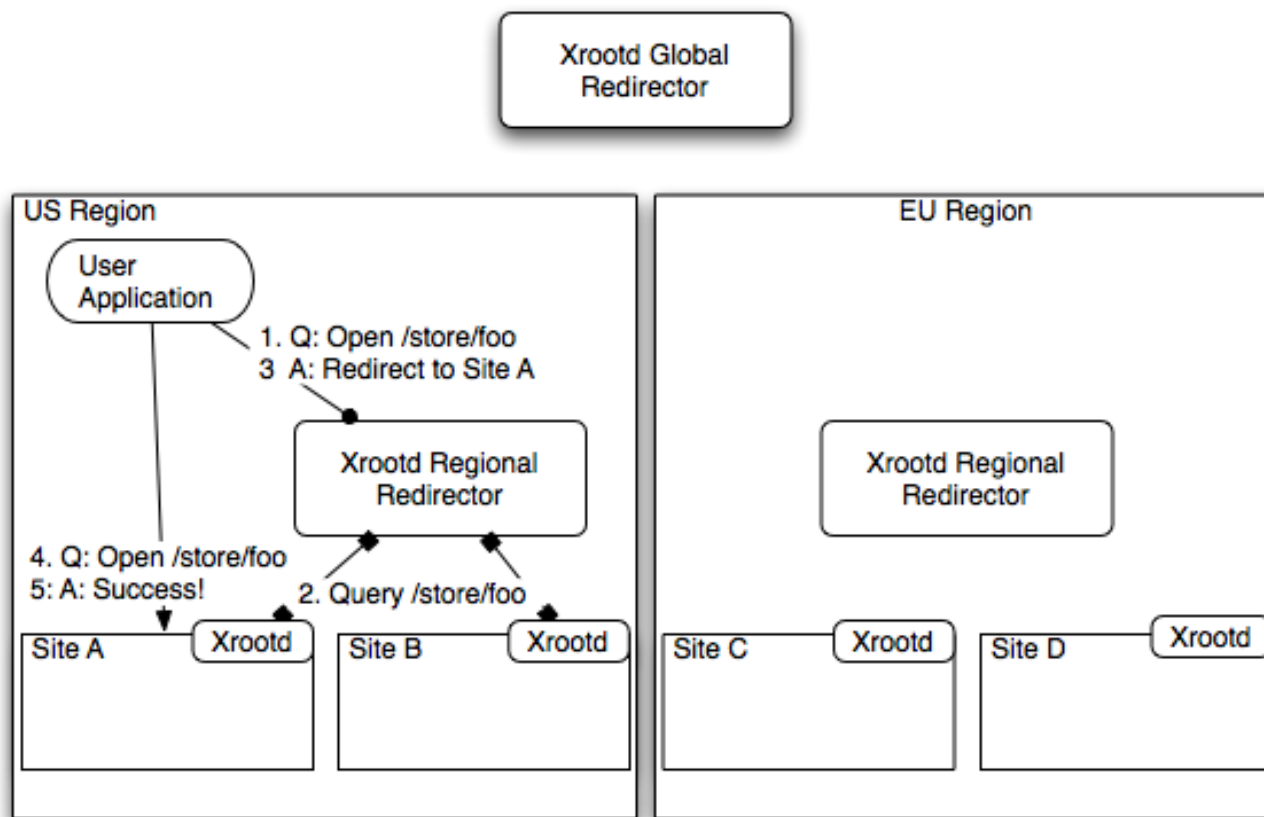 Xrootd Global
Redirector
US Region
User
Application
1. Q: Open /store/foo
3 A: Redirect to Site A
Xrootd Regional
Redirector
4. Q: Open /store/foo
5: A: Success!
2. Query /store/foo
Site A
Xrootd
Site B
Xrootd
EU Region
Xrootd Regional
Redirector
Site C
Xrootd
Site D
Xrootd